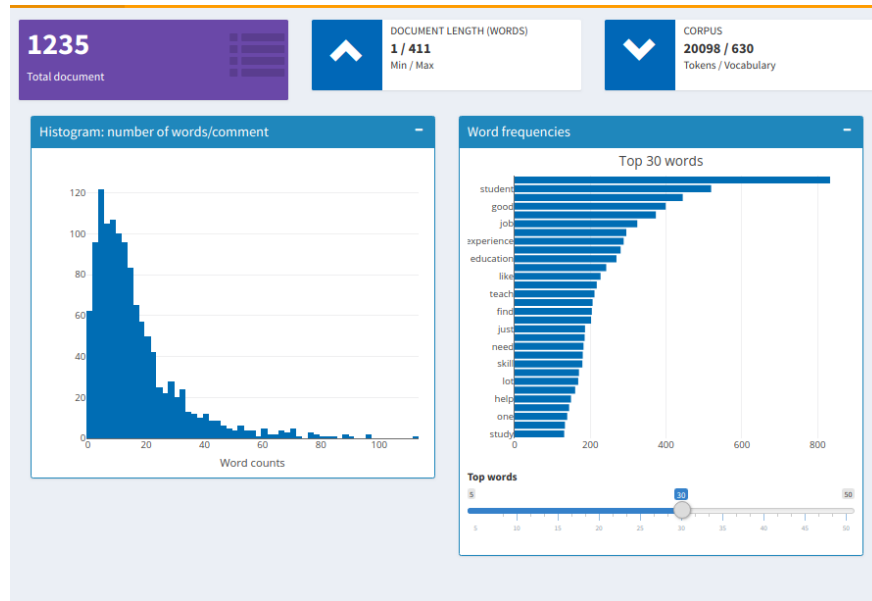 1235
Total document
DOCUMENT LENGTH (WORDS)
1 / 411
Min / Max
CORPUS
20098 / 630
Tokens / Vocabulary
Histogram: number of words/comment
120
100
80
60
40
20
0
0 20 40 60 80 100
Word counts
Word frequencies
Top 30 words
student
good
job
experience
education
like
teach
find
just
need
skill
lot
help
one
study
0 200 400 600 800
Top words
5 30 50
5 10 15 20 25 30 35 40 45 50